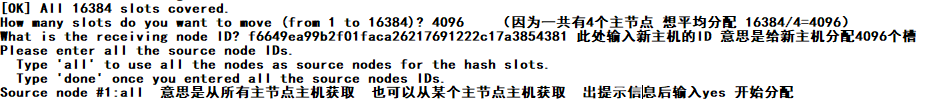 [OK] All 16384 slots covered.
How many slots do you want to move (from 1 to 16384)? 4096 （因为一共有4个主节点 想平均分配 16384/4=4096）
What is the receiving node ID? f6649ea99b2f01faca26217691222c17a3854381 此处输入新主机的ID 意思是给新主机分配4096个槽
Please enter all the source node IDs.
Type 'all' to use all the nodes as source nodes for the hash slots.
Type 'done' once you entered all the source nodes IDs.
Source node #1:all 意思是从所有主节点主机获取 也可以从某个主节点主机获取 出提示信息后输入yes 开始分配